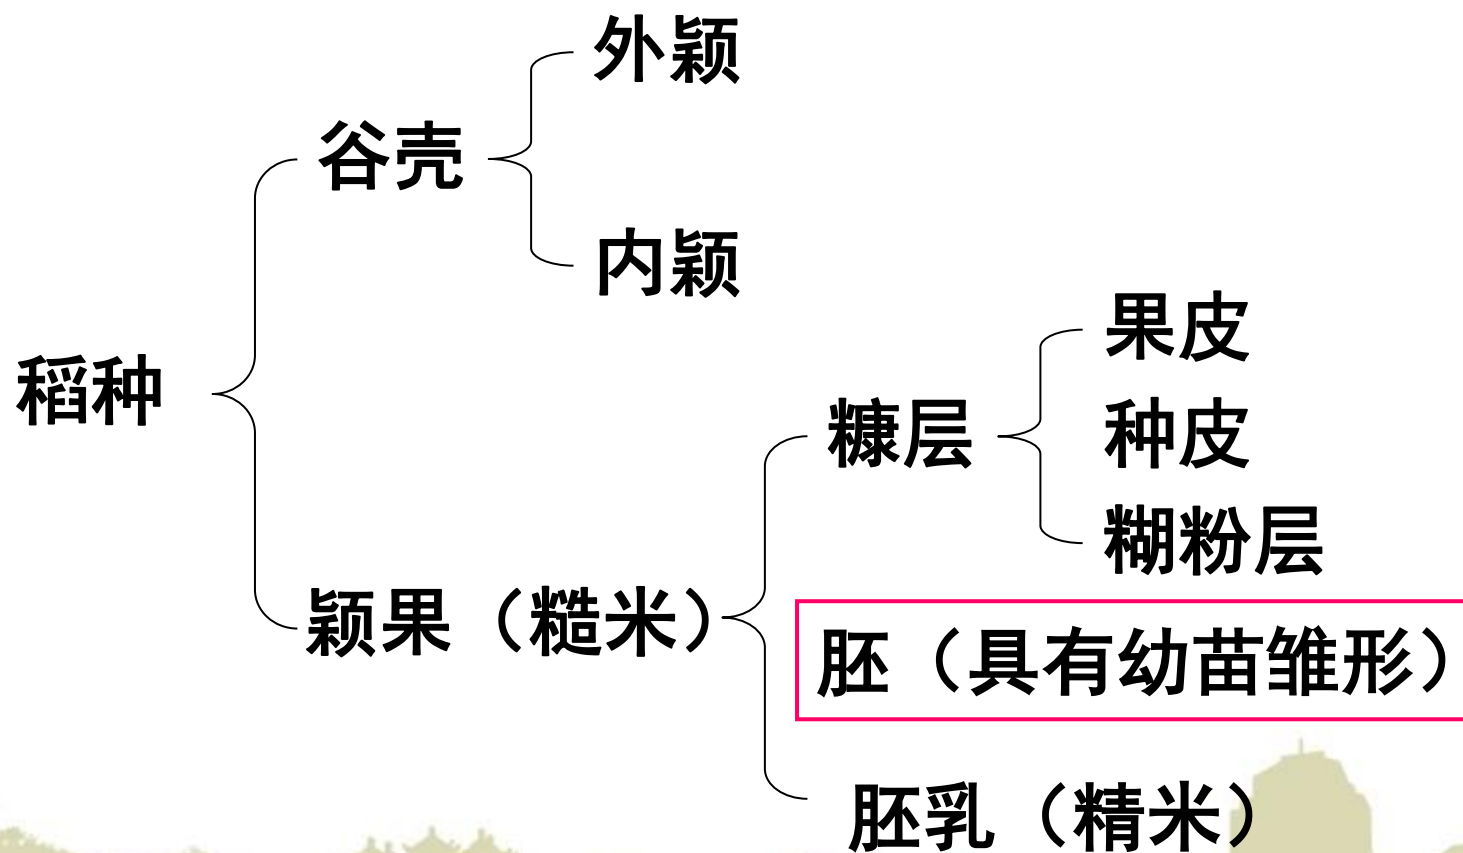 外颖
谷壳
内颖
果皮
稻种
糠层
种皮
糊粉层
颖果（糙米）
胚（具有幼苗雏形）
胚乳（精米）